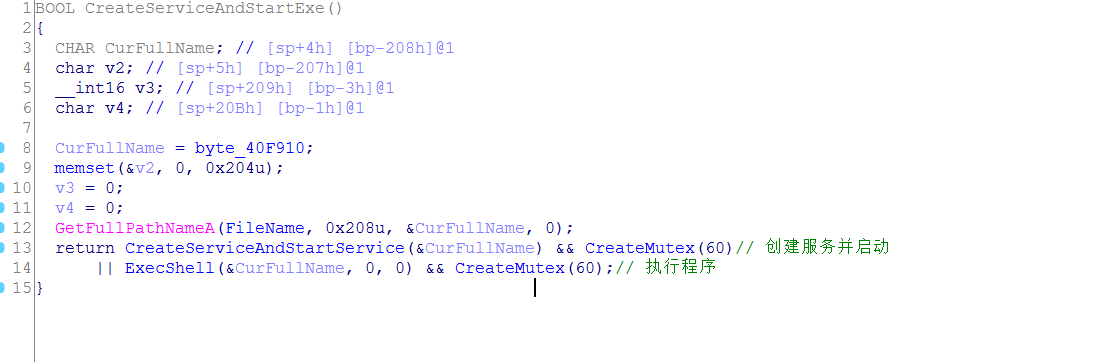 1 BOOL CreateServiceAndStartExe()
2 {
3 CHAR CurFullName; // [sp+4h] [bp-208h]@1
4 char v2; // [sp+5h] [bp-207h]@1
5 __int16 v3; // [sp+209h] [bp-3h]@1
6 char v4; // [sp+20Bh] [bp-1h]@1
7
8 CurFullName = byte_40F910;
9 memset(&v2, 0, 0x204u);
10 v3 = 0;
11 v4 = 0;
12 GetFullPathNameA(FileName, 0x208u, &CurFullName, 0);
13 return CreateServiceAndStartService(&CurFullName) && CreateMutex(60)// 创建服务并启动
14 || ExecShell(&CurFullName, 0, 0) && CreateMutex(60);// 执行程序
15 }